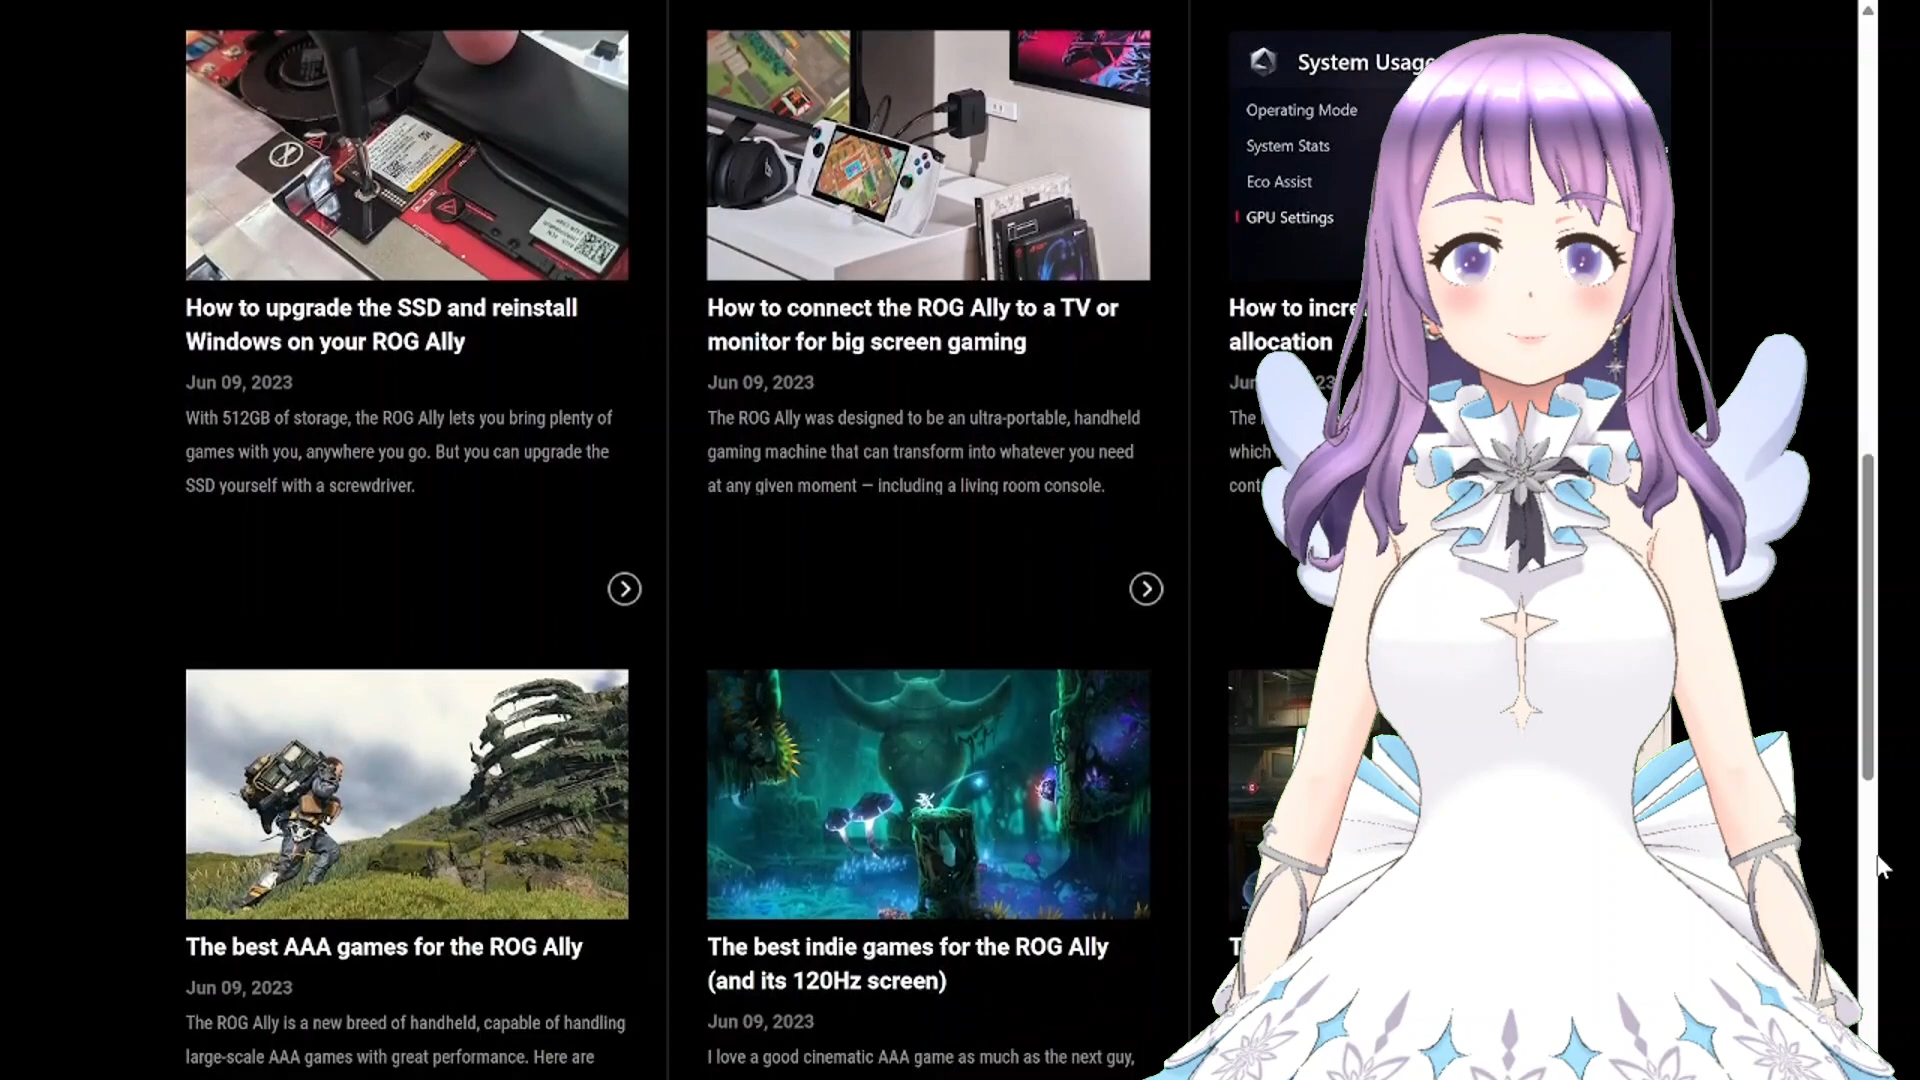 System Usage
Operating Mode
System Stats
Eco Assist
GPU Settings
How to upgrade the SSD and reinstall
Windows on your ROG Ally
Jun 09, 2023
With 512GB of storage, the ROG Ally lets you bring plenty of
games with you, anywhere you go. But you can upgrade the
SSD yourself with a screwdriver.
How to connect the ROG Ally to a TV or
monitor for big screen gaming
Jun 09, 2023
The ROG Ally was designed to be an ultra-portable, handheld
gaming machine that can transform into whatever you need
at any given moment — including a living room console.
How to
allocation
The
which
The best AAA games for the ROG Ally
Jun 09, 2023
The ROG Ally is a new breed of handheld, capable of handling
large-scale AAA games with great performance. Here are
The best indie games for the ROG Ally
(and its 120Hz screen)
Jun 09, 2023
I love a good cinematic AAA game as much as the next guy,